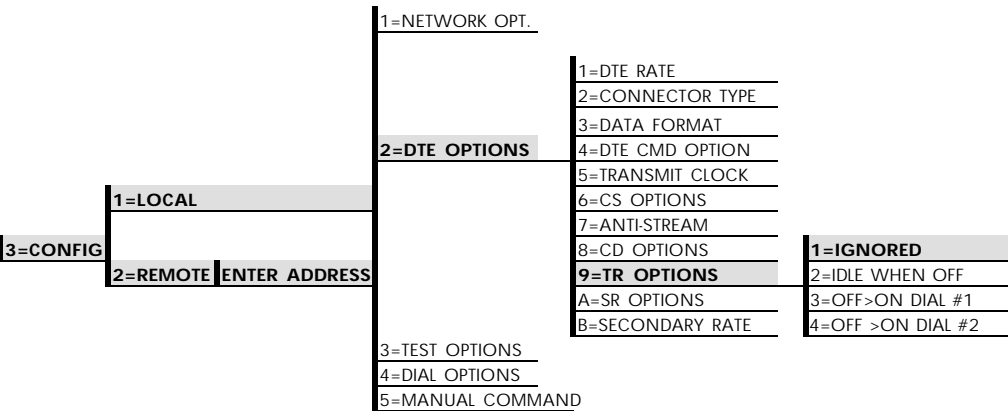 1=NETWORK OPT.
1=DTE RATE
2=CONNECTOR TYPE
3=DATA FORMAT
2=DTE OPTIONS
4=DTE CMD OPTION
5=TRANSMIT CLOCK
1=LOCAL
6=CS OPTIONS
7=ANTI-STREAM
3=CONFIG
8=CD OPTIONS
1=IGNORED
2=REMOTE
ENTER ADDRESS
9=TR OPTIONS
2=IDLE WHEN OFF
A=SR OPTIONS
3=OFF>ON DIAL #1
B=SECONDARY RATE
4=OFF >ON DIAL #2
3=TEST OPTIONS
4=DIAL OPTIONS
5=MANUAL COMMAND